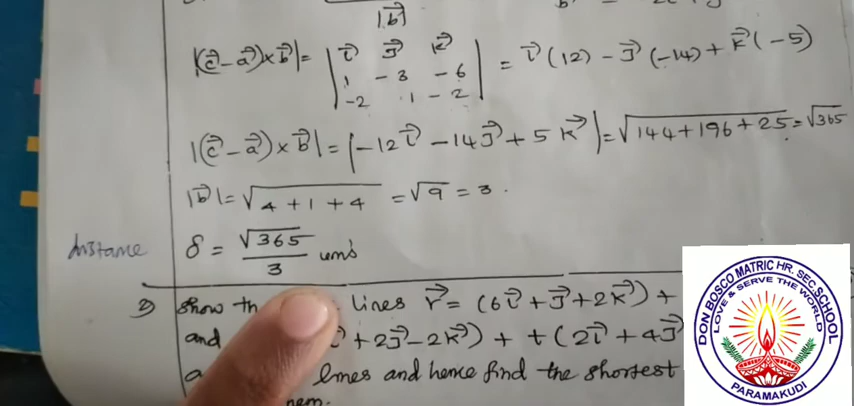 |b⃗|
|(c⃗-a⃗)×b⃗| = | i⃗ j⃗ k⃗ | = i⃗(12) - j⃗(-14) + k⃗(-5)
1 -3 -6
-2 1 -2
|(c⃗-a⃗)×b⃗| = |-12i⃗ - 14j⃗ + 5k⃗| = √144+196+25 = √365
|b⃗| = √4+1+4 = √9 = 3.
distance δ = √365/3 units
Show lines r⃗ = (6i⃗ + j⃗ + 2k⃗) +
and + 2j⃗ - 2k⃗) + t(2i⃗ + 4j⃗
lines and hence find the shortest
DON BOSCO MATRIC HR. SEC. SCHOOL
LOVE & SERVE THE WORLD
PARAMAKUDI